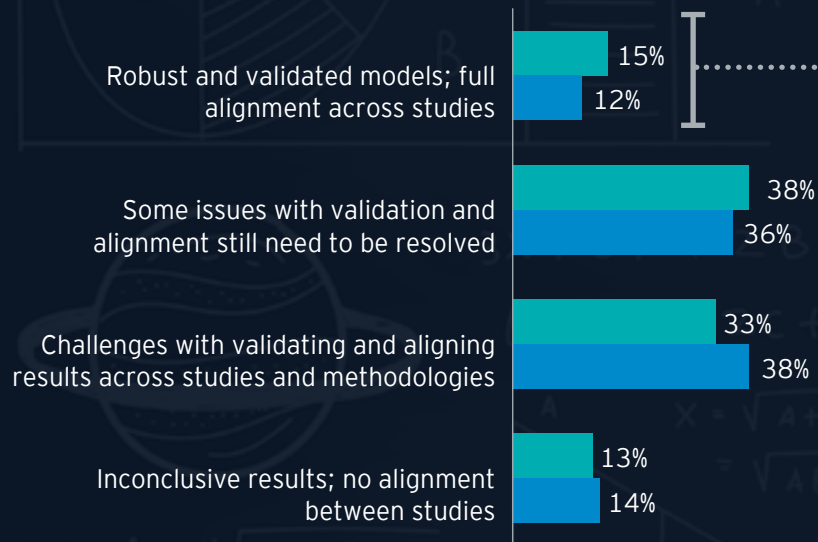 Robust and validated models; full
alignment across studies
15%
12%
Some issues with validation and
alignment still need to be resolved
38%
36%
Challenges with validating and aligning
results across studies and methodologies
33%
38%
Inconclusive results; no alignment
between studies
13%
14%